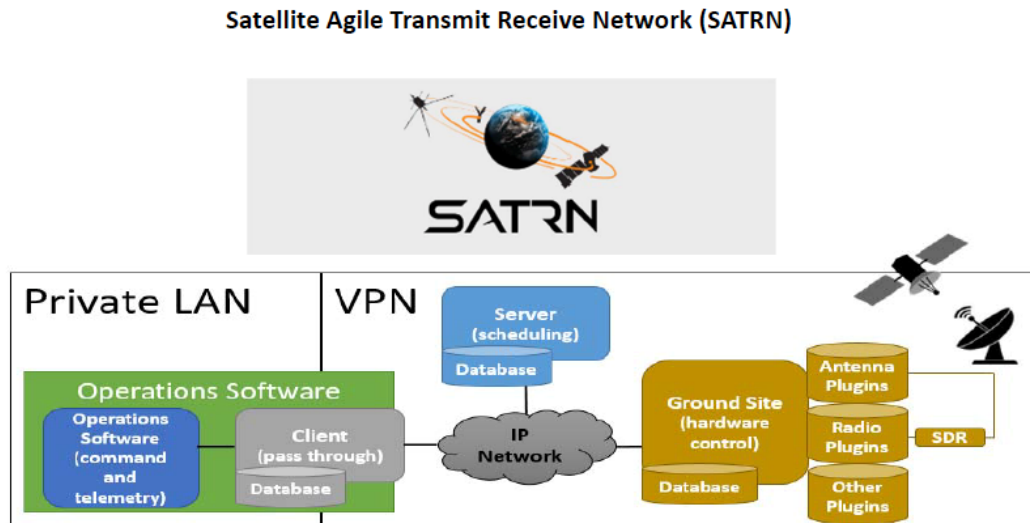 Satellite Agile Transmit Receive Network (SATRN)
SATRN
Private LAN
VPN
Server
(scheduling)
Database
Operations Software
Operations
Software
(command
and
telemetry)
Client
(pass through)
Database
IP
Network
Ground Site
(hardware
control)
Database
Antenna
Plugins
Radio
Plugins
SDR
Other
Plugins